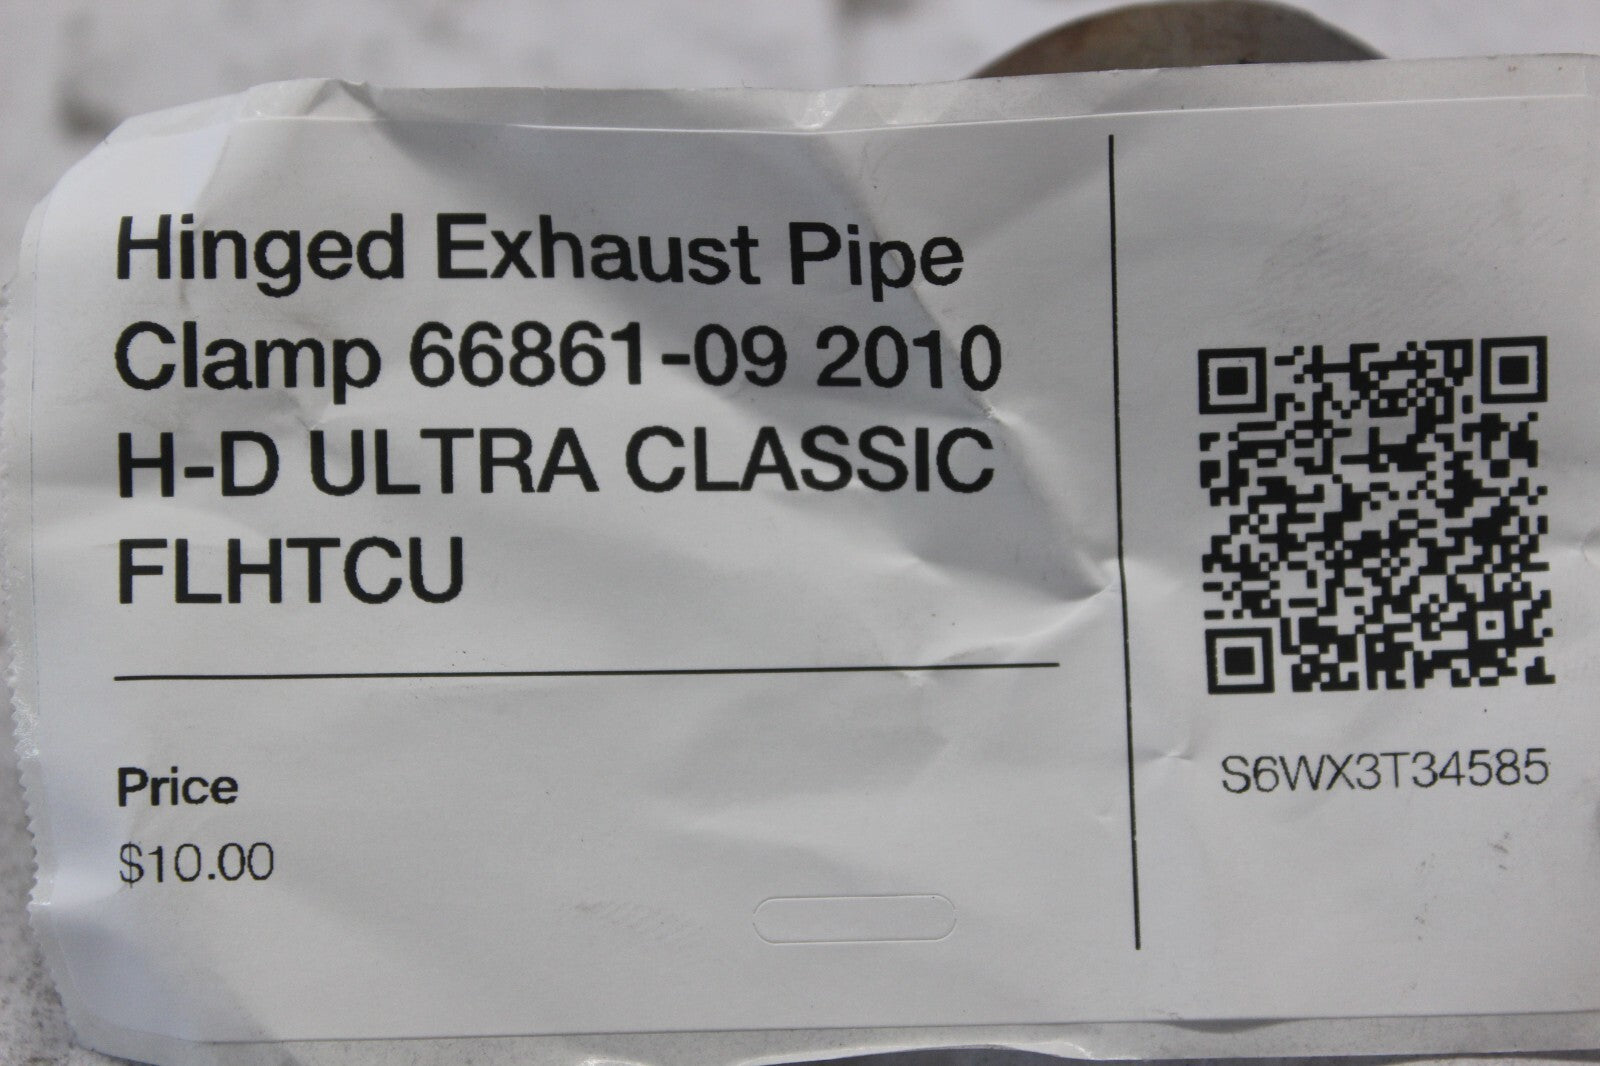 Hinged Exhaust Pipe
Clamp 66861-09 2010
H-D ULTRA CLASSIC
FLHTCU
Price
$10.00
S6WX3T34585